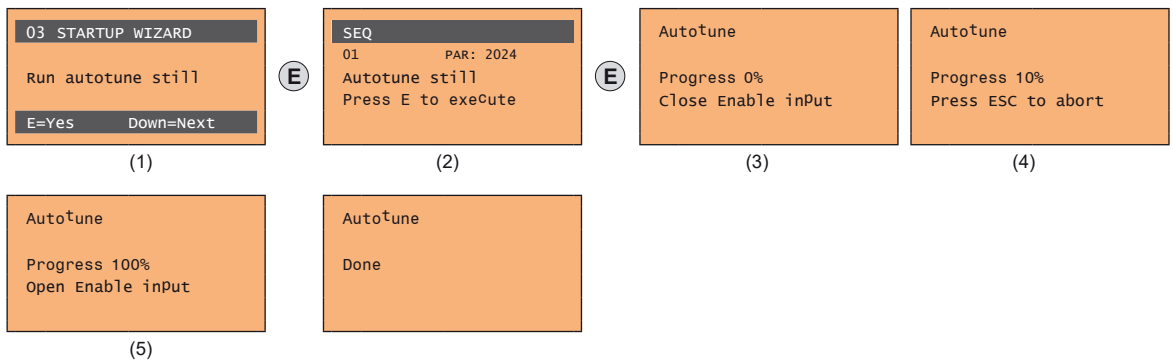 03 STARTUP WIZARD
Run autotune still
E=Yes Down=Next
(1)
E
SEQ
01 PAR: 2024
Autotune still
Press E to execute
(2)
E
Autotune
Progress 0%
Close Enable inPut
(3)
Autotune
Progress 10%
Press ESC to abort
(4)
Autotune
Progress 100%
Open Enable inPut
(5)
Autotune
Done